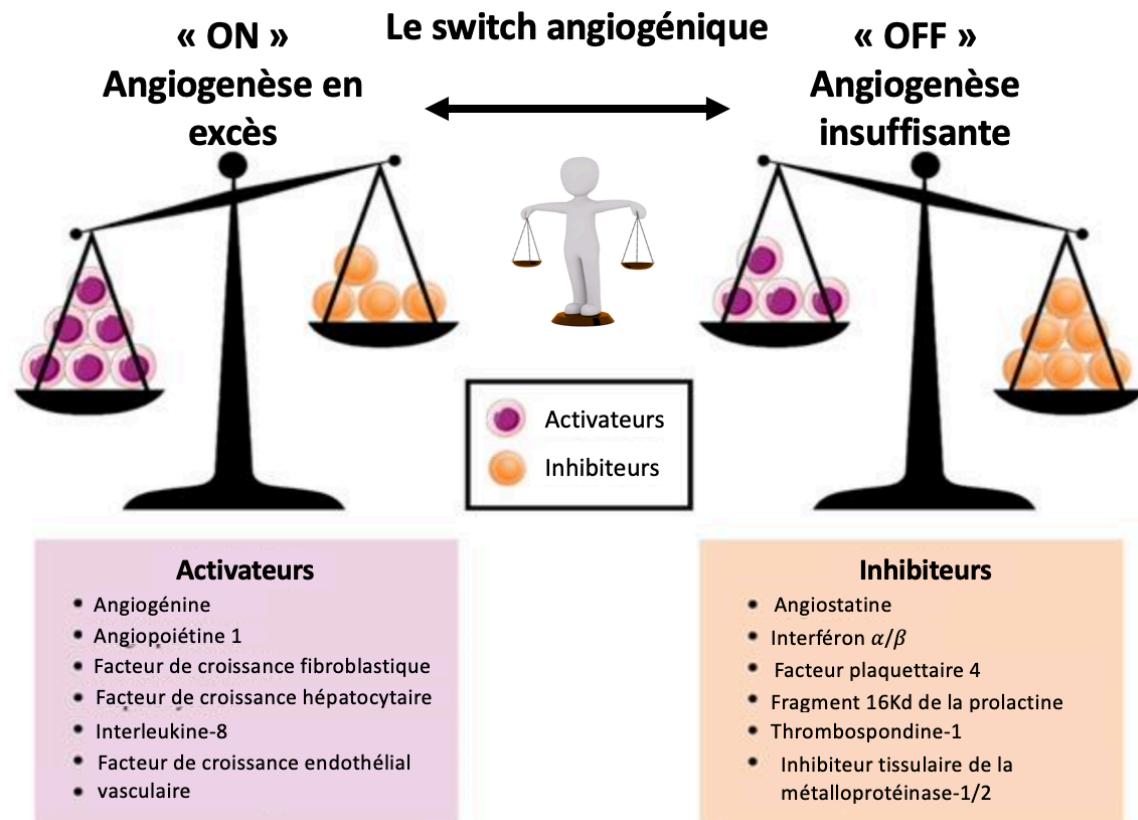 Le switch angiogénique
« ON »
Angiogenèse en
excès
« OFF »
Angiogenèse
insuffisante
Activateurs
Inhibiteurs
Activateurs
• Angiogénine
• Angiopoiétine 1
• Facteur de croissance fibroblastique
• Facteur de croissance hépatocytaire
• Interleukine-8
• Facteur de croissance endothélial
• vasculaire
Inhibiteurs
• Angiostatine
• Interféron α/β
• Facteur plaquettaire 4
• Fragment 16Kd de la prolactine
• Thrombospondine-1
• Inhibiteur tissulaire de la
métalloprotéinase-1/2